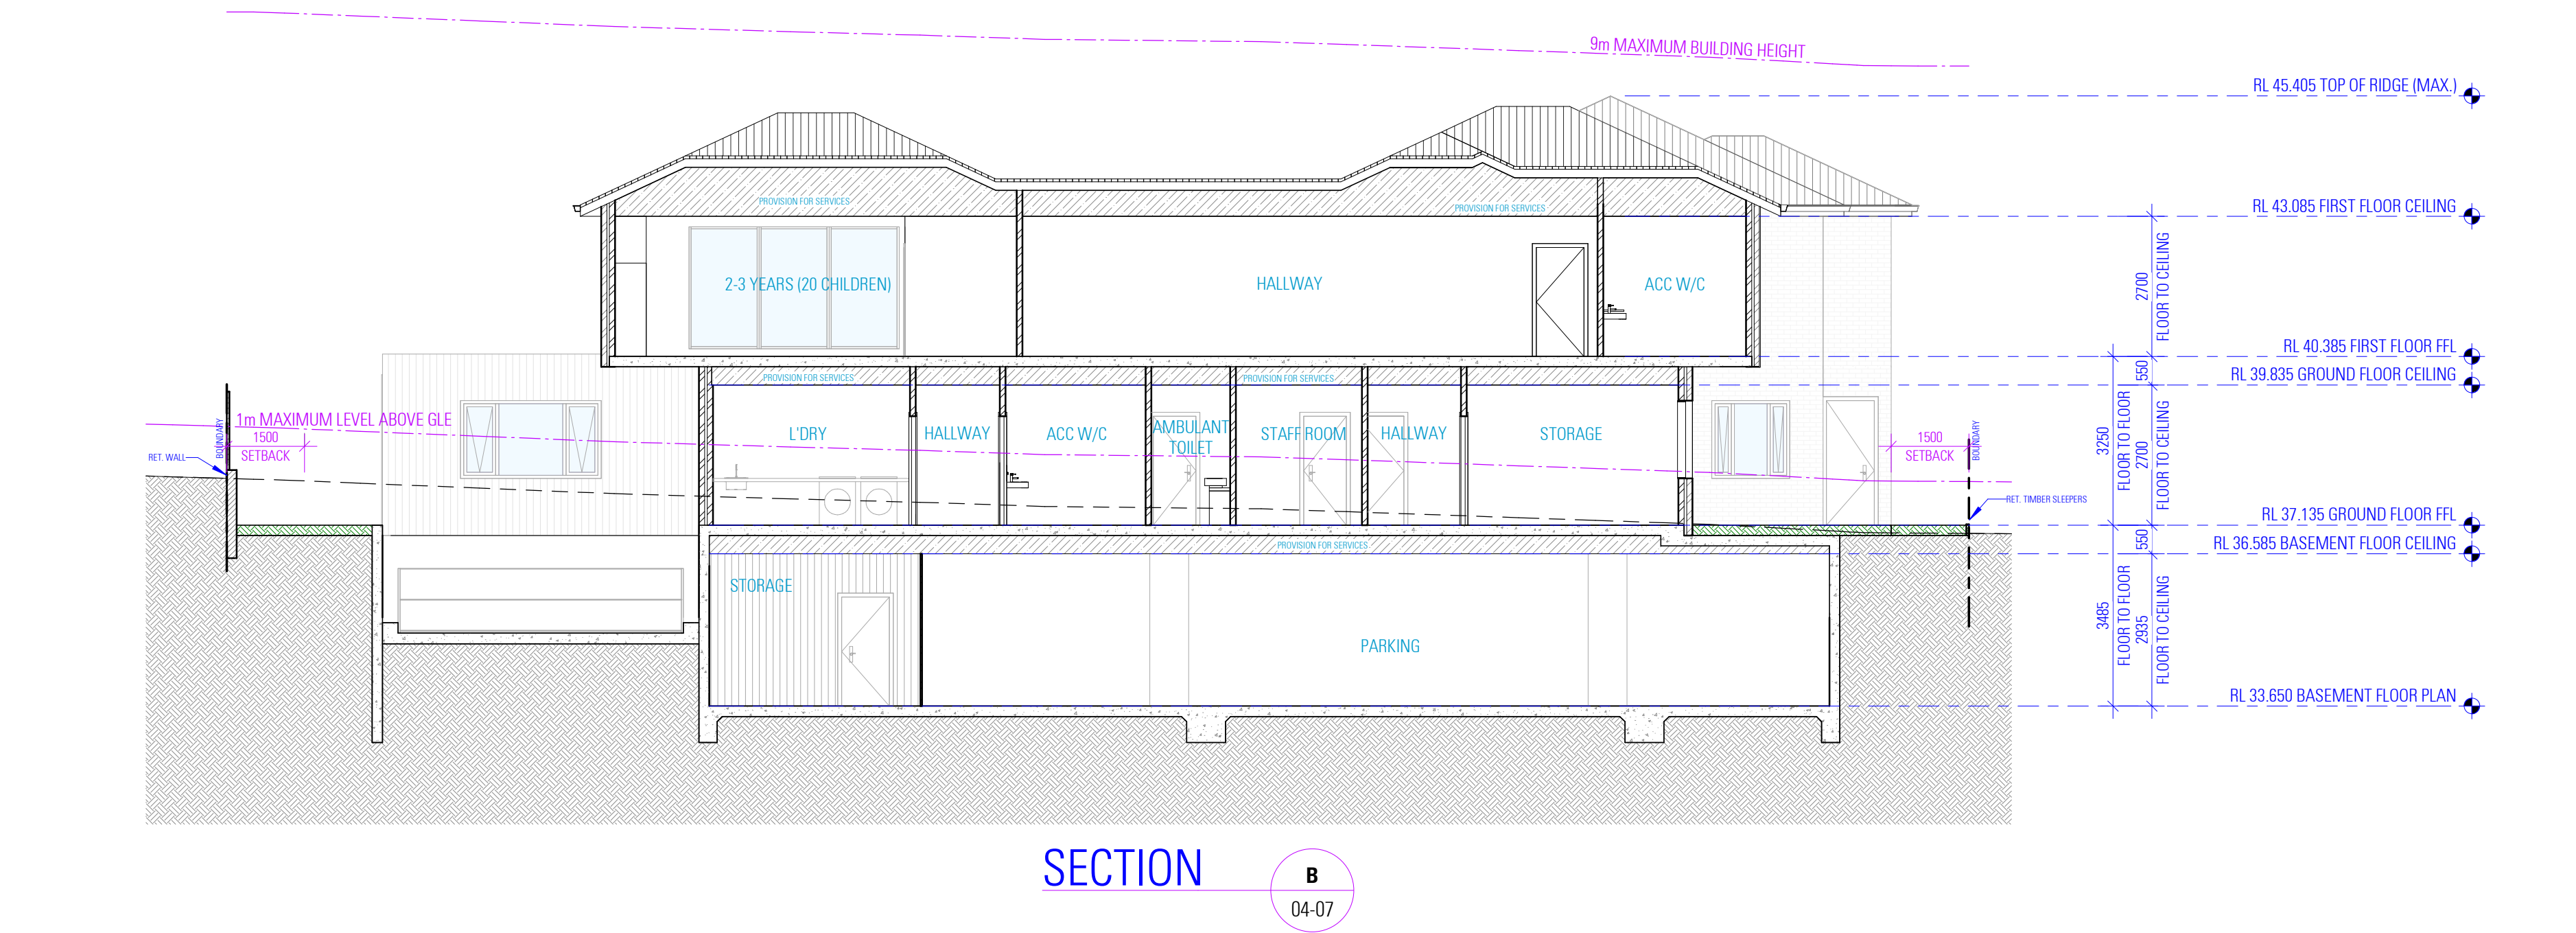 9m MAXIMUM BUILDING HEIGHT
RL 45.405 TOP OF RIDGE (MAX.)
PROVISION FOR SERVICES
PROVISION FOR SERVICES
RL 43.085 FIRST FLOOR CEILING
2-3 YEARS (20 CHILDREN)
HALLWAY
ACC W/C
2700
FLOOR TO CEILING
RL 40.385 FIRST FLOOR FFL
550
PROVISION FOR SERVICES
PROVISION FOR SERVICES
RL 39.835 GROUND FLOOR CEILING
1m MAXIMUM LEVEL ABOVE GLE
BOUNDARY
1500
SETBACK
RET. WALL
L'DRY
HALLWAY
ACC W/C
AMBULANT
TOILET
STAFF ROOM
HALLWAY
STORAGE
1500
SETBACK
BOUNDARY
3250
FLOOR TO FLOOR
2700
FLOOR TO CEILING
RET. TIMBER SLEEPERS
RL 37.135 GROUND FLOOR FFL
550
PROVISION FOR SERVICES
RL 36.585 BASEMENT FLOOR CEILING
STORAGE
PARKING
3485
FLOOR TO FLOOR
2935
FLOOR TO CEILING
RL 33.650 BASEMENT FLOOR PLAN
SECTION
B
04-07